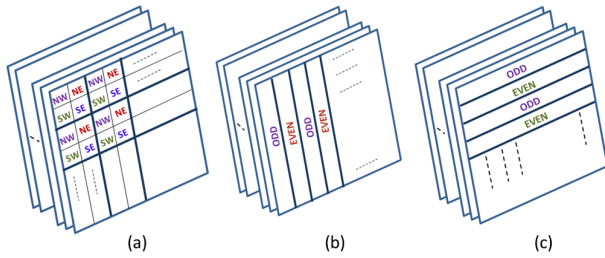 NW NE NW NE
SW SE SW SE
NW NE NW NE
SW SE SW SE
ODD EVEN ODD EVEN
ODD
EVEN
ODD
EVEN
(a) (b) (c)